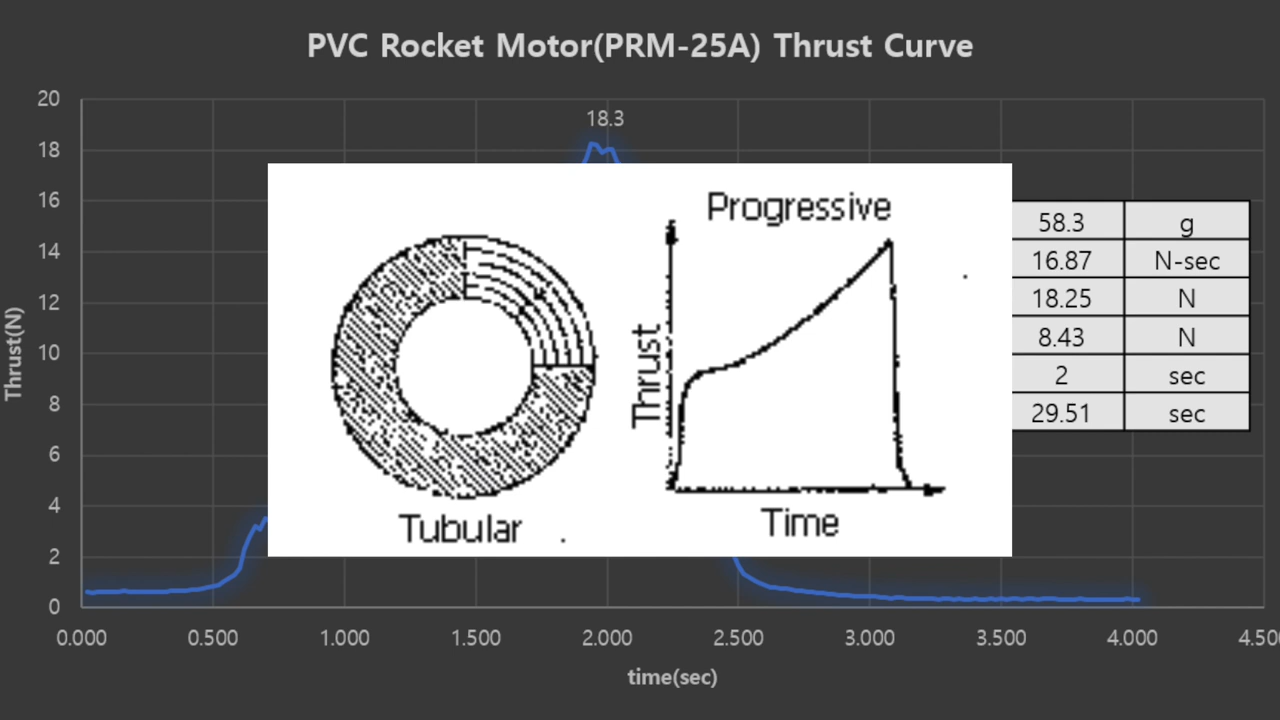 PVC Rocket Motor(PRM-25A) Thrust Curve
18.3
20
18
16
14
12
10
8
6
4
2
0
Thrust(N)
Progressive
Thrust
Tubular
Time
58.3 g
16.87 N-sec
18.25 N
8.43 N
2 sec
29.51 sec
0.000 0.500 1.000 1.500 2.000 2.500 3.000 3.500 4.000 4.50
time(sec)